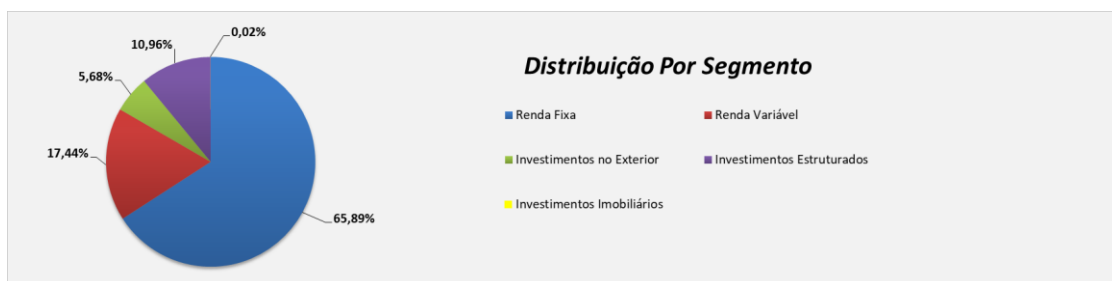 0,02%
10,96%
5,68%
17,44%
65,89%
Distribuição Por Segmento
Renda Fixa
Renda Variável
Investimentos no Exterior
Investimentos Estruturados
Investimentos Imobiliários